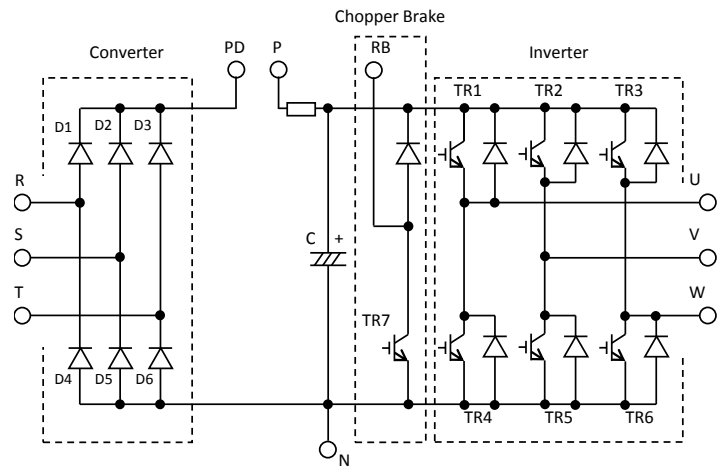 Chopper Brake
Converter
PD
P
RB
Inverter
TR1
TR2
TR3
D1
D2
D3
R
U
S
C
+
V
T
W
TR7
D4
D5
D6
TR4
TR5
TR6
N